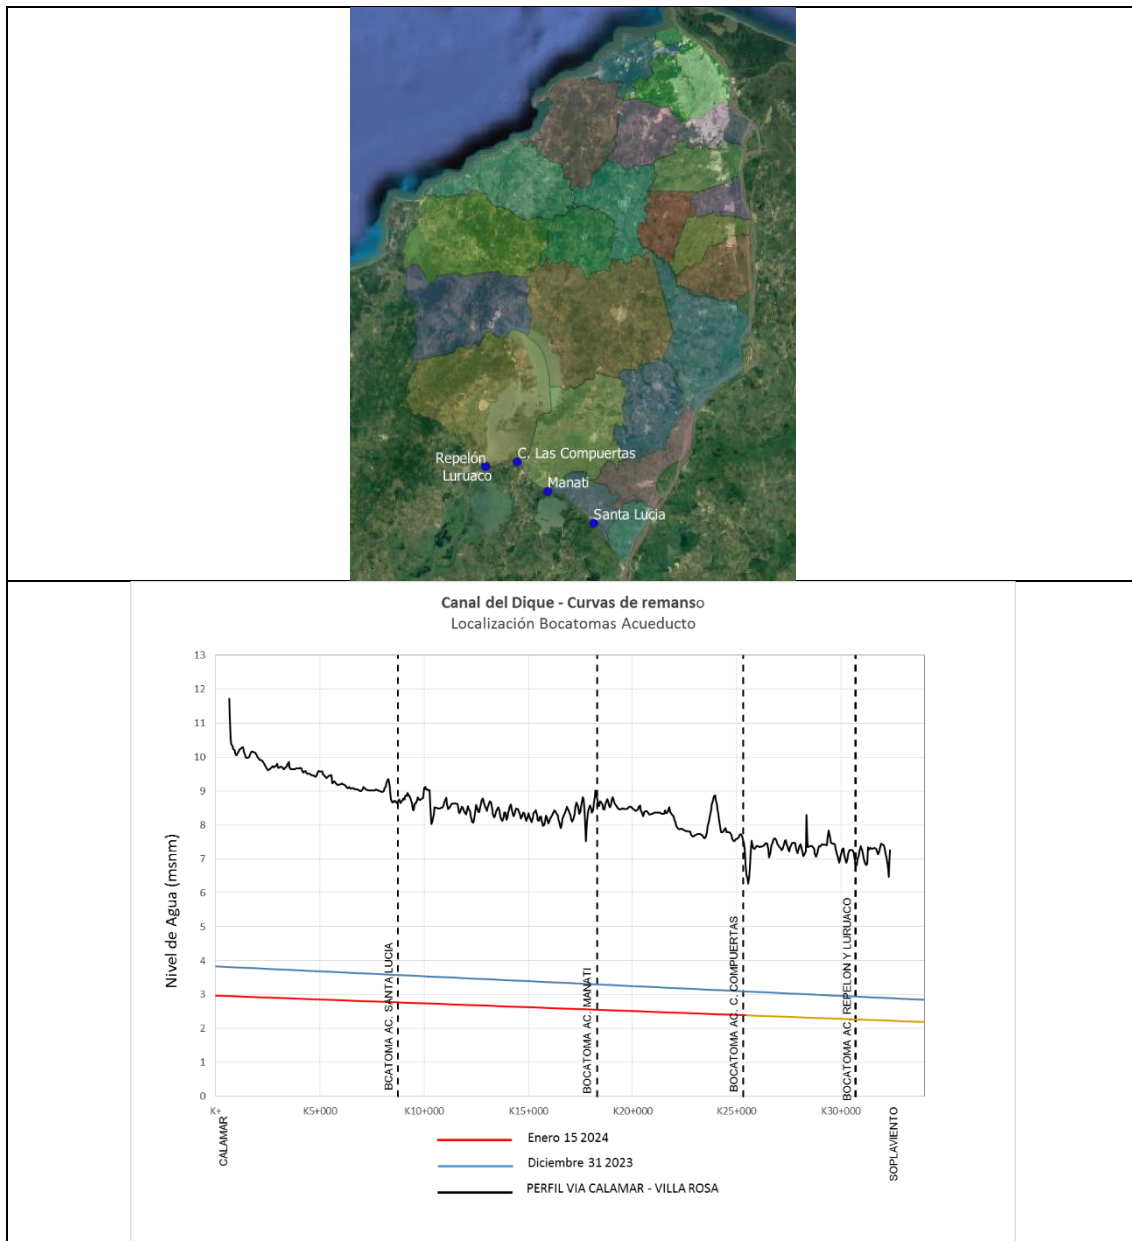 Repelón
C. Las Compuertas
Luruaco
Manati
Santa Lucia
Canal del Dique - Curvas de remanso
Localización Bocatomas Acueducto
Nivel de Agua (msnm)
13
12
11
10
9
8
7
6
5
4
3
2
1
0
BCATOMA AC. SANTA LUCIA
BOCATOMA AC. MANATI
BOCATOMA AC. C. COMPUERTAS
BOCATOMA AC. REPELON Y LURUACO
K+
K5+000
K10+000
K15+000
K20+000
K25+000
K30+000
CALAMAR
SOPLAVIENTO
Enero 15 2024
Diciembre 31 2023
PERFIL VIA CALAMAR - VILLA ROSA